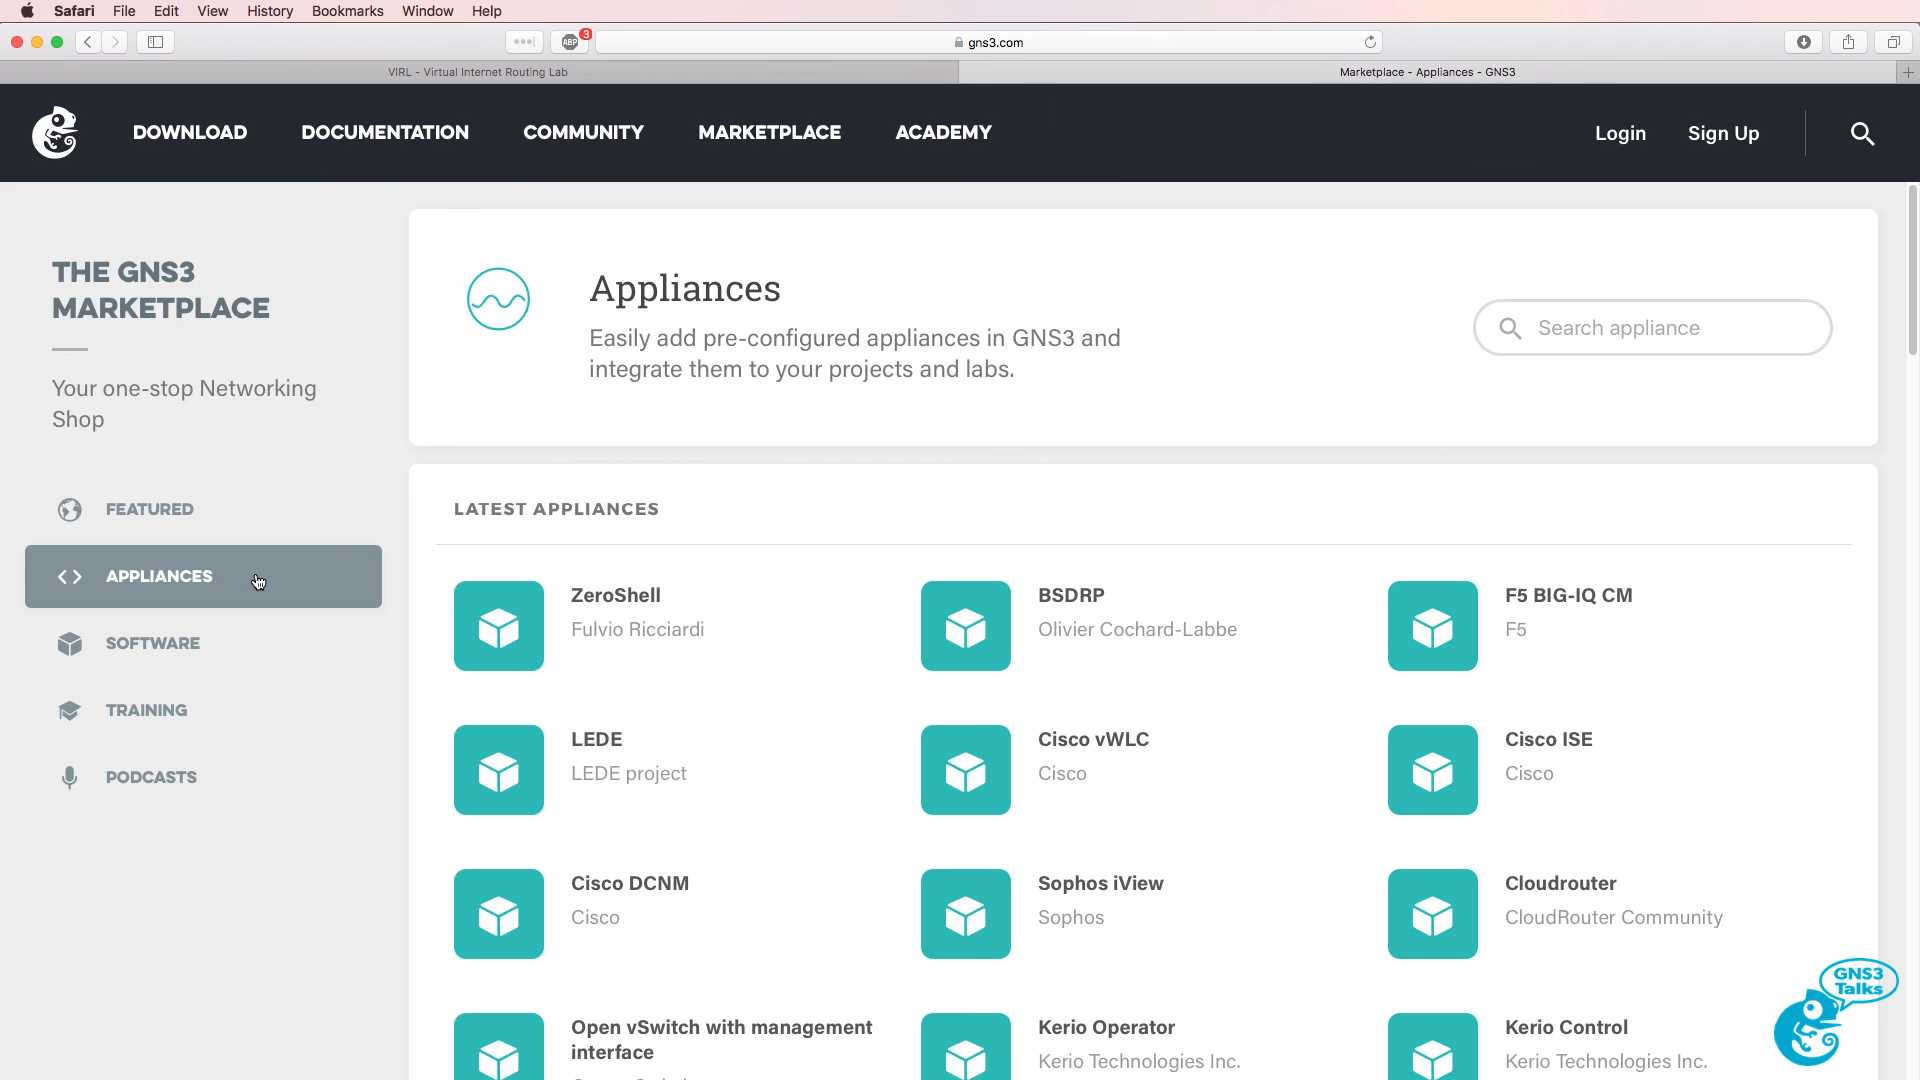 Safari File Edit View History Bookmarks Window Help
ABP 3 gns3.com
VIRL - Virtual Internet Routing Lab Marketplace - Appliances - GNS3
DOWNLOAD DOCUMENTATION COMMUNITY MARKETPLACE ACADEMY Login Sign Up
THE GNS3
MARKETPLACE
Your one-stop Networking
Shop
FEATURED
APPLIANCES
SOFTWARE
TRAINING
PODCASTS
Appliances
Easily add pre-configured appliances in GNS3 and
integrate them to your projects and labs.
Search appliance
LATEST APPLIANCES
ZeroShell
Fulvio Ricciardi
BSDRP
Olivier Cochard-Labbe
F5 BIG-IQ CM
F5
LEDE
LEDE project
Cisco vWLC
Cisco
Cisco ISE
Cisco
Cisco DCNM
Cisco
Sophos iView
Sophos
Cloudrouter
CloudRouter Community
Open vSwitch with management
interface
Kerio Operator
Kerio Technologies Inc.
Kerio Control
Kerio Technologies Inc.
GNS3
Talks